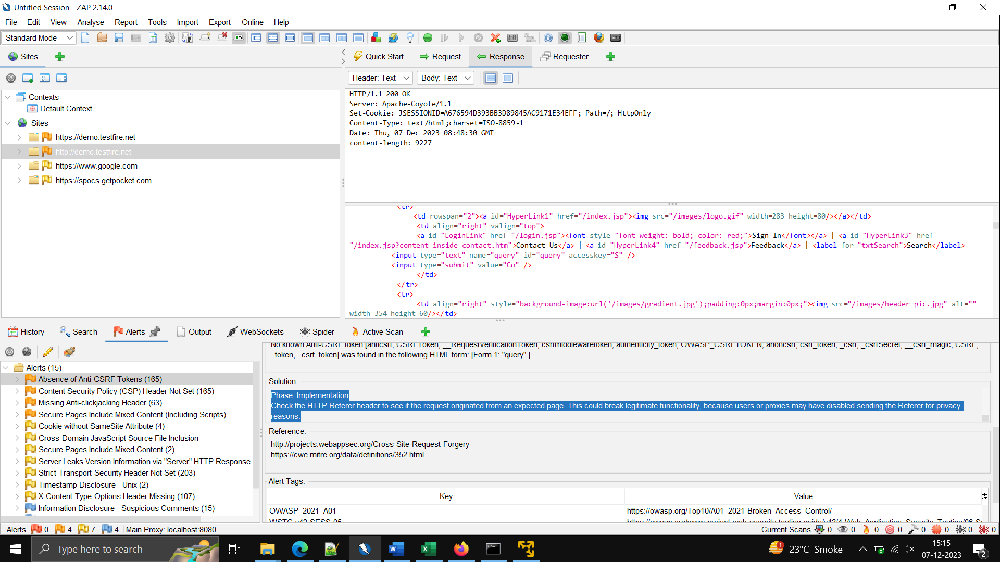 Untitled Session - ZAP 2.14.0
File Edit View Analyse Report Tools Import Export Online Help
Standard Mode
Sites
Quick Start Request Response Requester
Header: Text Body: Text
Contexts
Default Context
Sites
https://demo.testfire.net
http://demo.testfire.net
https://www.google.com
https://spocs.getpocket.com
HTTP/1.1 200 OK
Server: Apache-Coyote/1.1
Set-Cookie: JSESSIONID=A676594D393BB3D89845AC9171E34EFF; Path=/; HttpOnly
Content-Type: text/html;charset=ISO-8859-1
Date: Thu, 07 Dec 2023 08:48:30 GMT
content-length: 9227
<tr>
<td rowspan="2"><a id="HyperLink1" href="/index.jsp"><img src="/images/logo.gif" width=283 height=80/></a></td>
<td align="right" valign="top">
<a id="LoginLink" href="/login.jsp"><font style="font-weight: bold; color: red;">Sign In</font></a> | <a id="HyperLink3" href=
"/index.jsp?content=inside_contact.htm">Contact Us</a> | <a id="HyperLink4" href="/feedback.jsp">Feedback</a> | <label for="txtSearch">Search</label>
<input type="text" name="query" id="query" accesskey="S" />
<input type="submit" value="Go" />
</td>
</tr>
<tr>
<td align="right" style="background-image:url('/images/gradient.jpg');padding:0px;margin:0px;"><img src="/images/header_pic.jpg" alt=""
width=354 height=60/></td>
History Search Alerts Output WebSockets Spider Active Scan
Alerts (15)
Absence of Anti-CSRF Tokens (165)
Content Security Policy (CSP) Header Not Set (165)
Missing Anti-clickjacking Header (63)
Secure Pages Include Mixed Content (Including Scripts)
Cookie without SameSite Attribute (4)
Cross-Domain JavaScript Source File Inclusion
Secure Pages Include Mixed Content (2)
Server Leaks Version Information via "Server" HTTP Response
Strict-Transport-Security Header Not Set (203)
Timestamp Disclosure - Unix (2)
X-Content-Type-Options Header Missing (107)
Information Disclosure - Suspicious Comments (15)
No known Anti-CSRF token [anticsrf, CSRFToken, __RequestVerificationToken, csrfmiddlewaretoken, authenticity_token, OWASP_CSRFTOKEN, anoncsrf, csrf_token, _csrf, _csrfSecret, __csrf_magic, CSRF,
_token, _csrf_token] was found in the following HTML form: [Form 1: "query" ].
Solution:
Phase: Implementation
Check the HTTP Referer header to see if the request originated from an expected page. This could break legitimate functionality, because users or proxies may have disabled sending the Referer for privacy
reasons.
Reference:
http://projects.webappsec.org/Cross-Site-Request-Forgery
https://cwe.mitre.org/data/definitions/352.html
Alert Tags:
Key Value
OWASP_2021_A01 https://owasp.org/Top10/A01_2021-Broken_Access_Control/
WSTG-v42-SESS-05
Alerts 0 4 7 4 Main Proxy: localhost:8080
Current Scans 0 0 0 0 0 0 0 0
Type here to search
1
23°C Smoke
15:15
07-12-2023
2